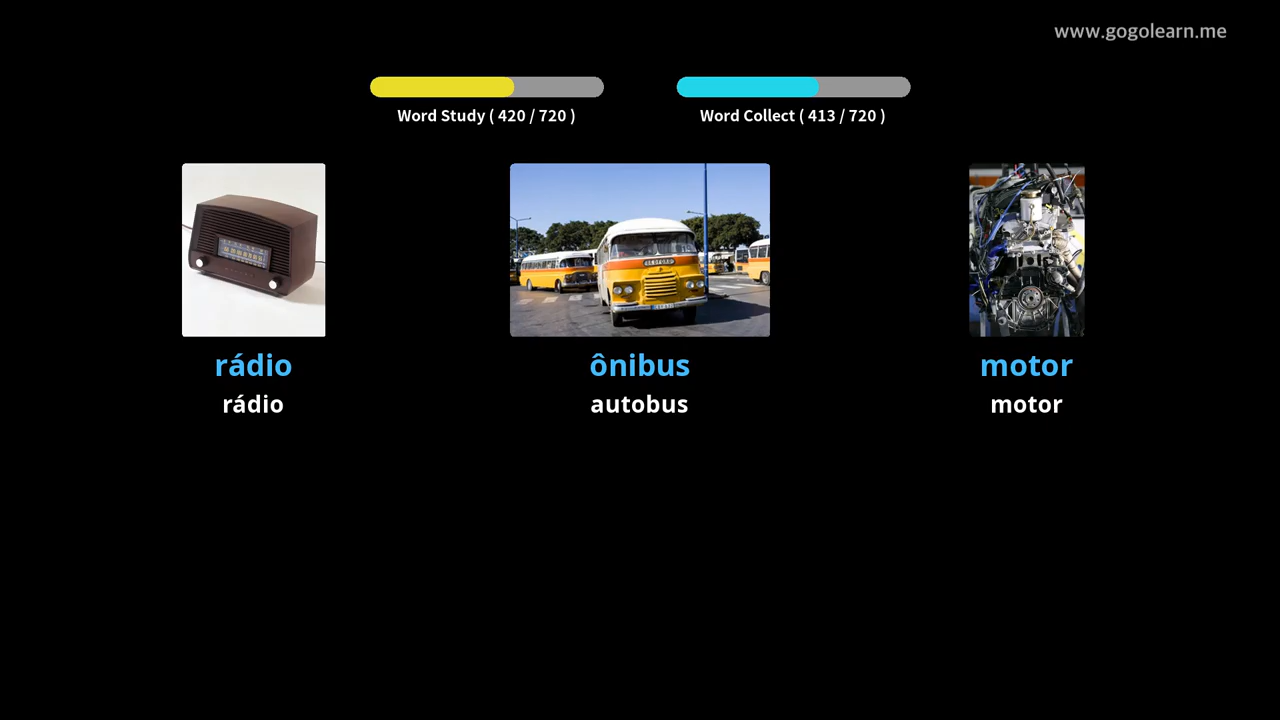 www.gogolearn.me
Word Study ( 420 / 720 )
Word Collect ( 413 / 720 )
rádio
ônibus
motor
rádio
autobus
motor